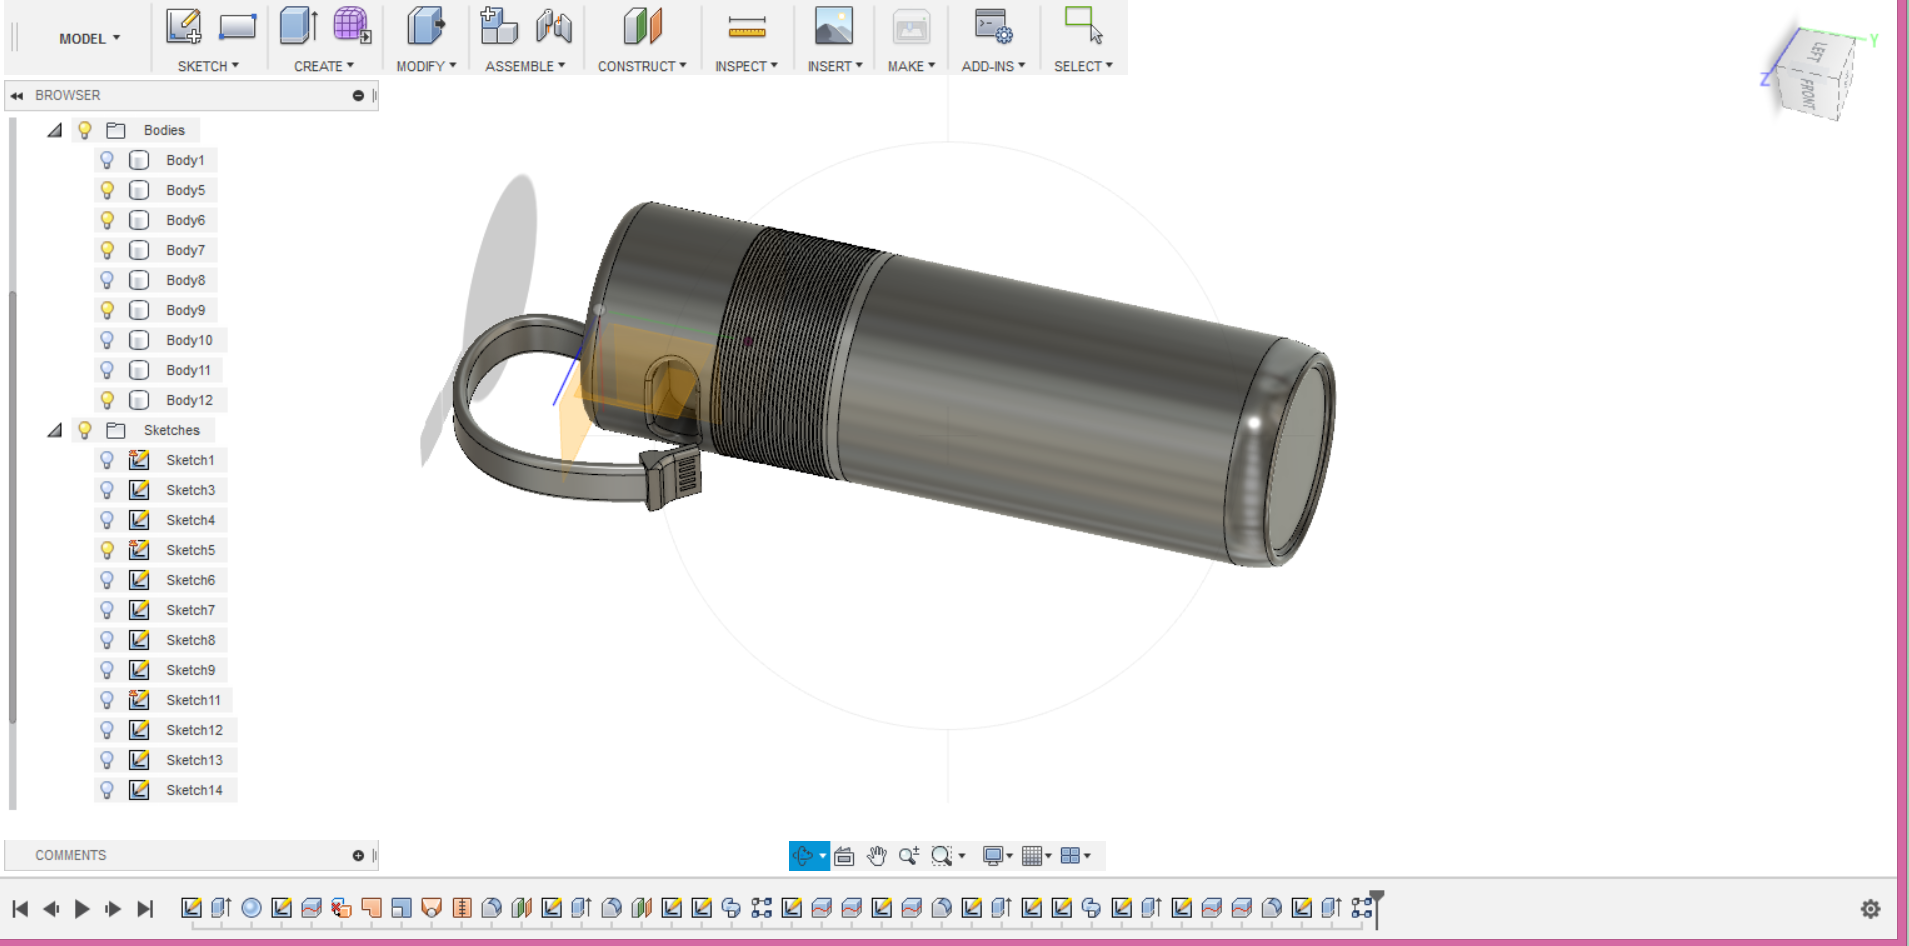 MODEL
SKETCH
CREATE
MODIFY
ASSEMBLE
CONSTRUCT
INSPECT
INSERT
MAKE
ADD-INS
SELECT
LEFT
FRONT
Y
Z
BROWSER
Bodies
Body1
Body5
Body6
Body7
Body8
Body9
Body10
Body11
Body12
Sketches
Sketch1
Sketch3
Sketch4
Sketch5
Sketch6
Sketch7
Sketch8
Sketch9
Sketch11
Sketch12
Sketch13
Sketch14
COMMENTS